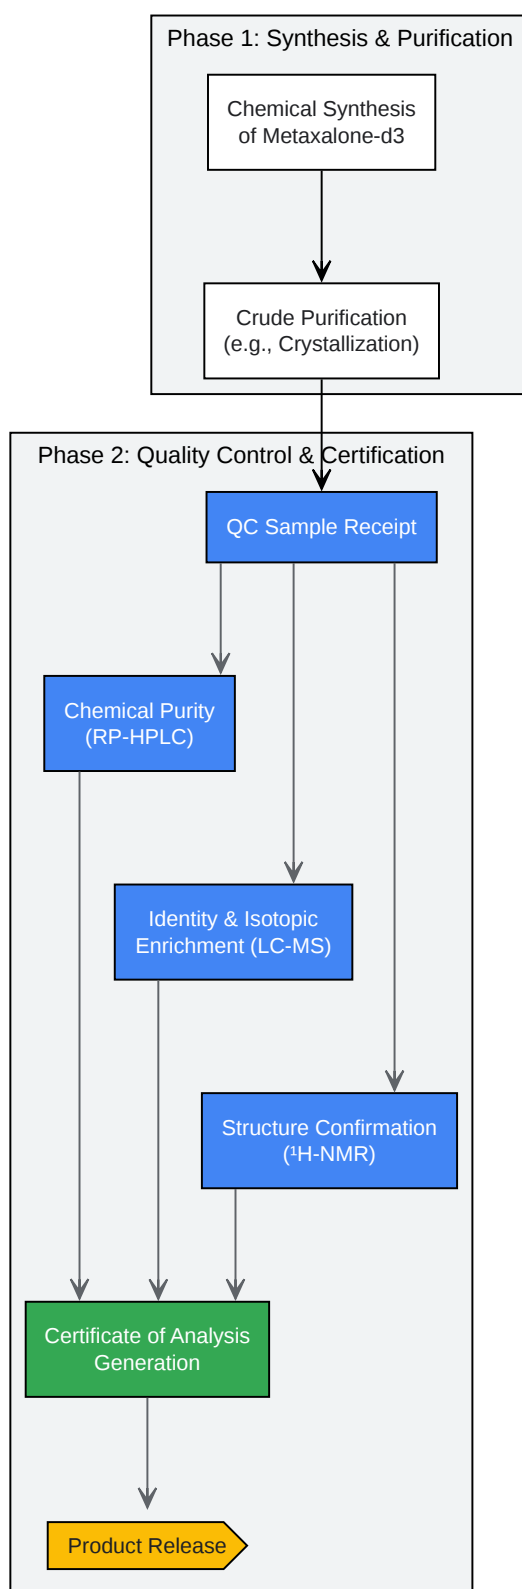 Phase 1: Synthesis & Purification
Chemical Synthesis
of Metaxalone-d3
Crude Purification
(e.g., Crystallization)
Phase 2: Quality Control & Certification
QC Sample Receipt
Chemical Purity
(RP-HPLC)
Identity & Isotopic
Enrichment (LC-MS)
Structure Confirmation
(¹H-NMR)
Certificate of Analysis
Generation
Product Release